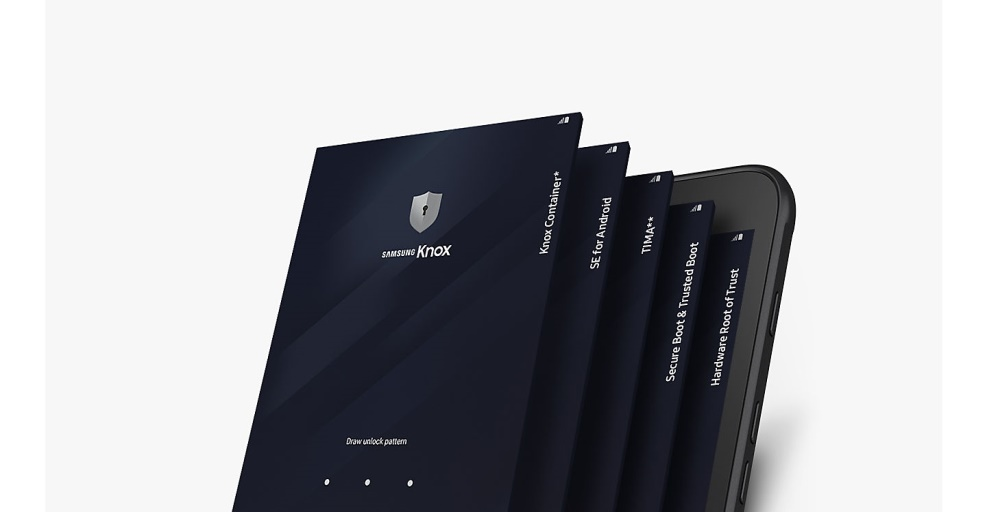 SAMSUNG Knox
Draw unlock pattern
Knox Container*
SE for Android
TIMA**
Secure Boot & Trusted Boot
Hardware Root of Trust